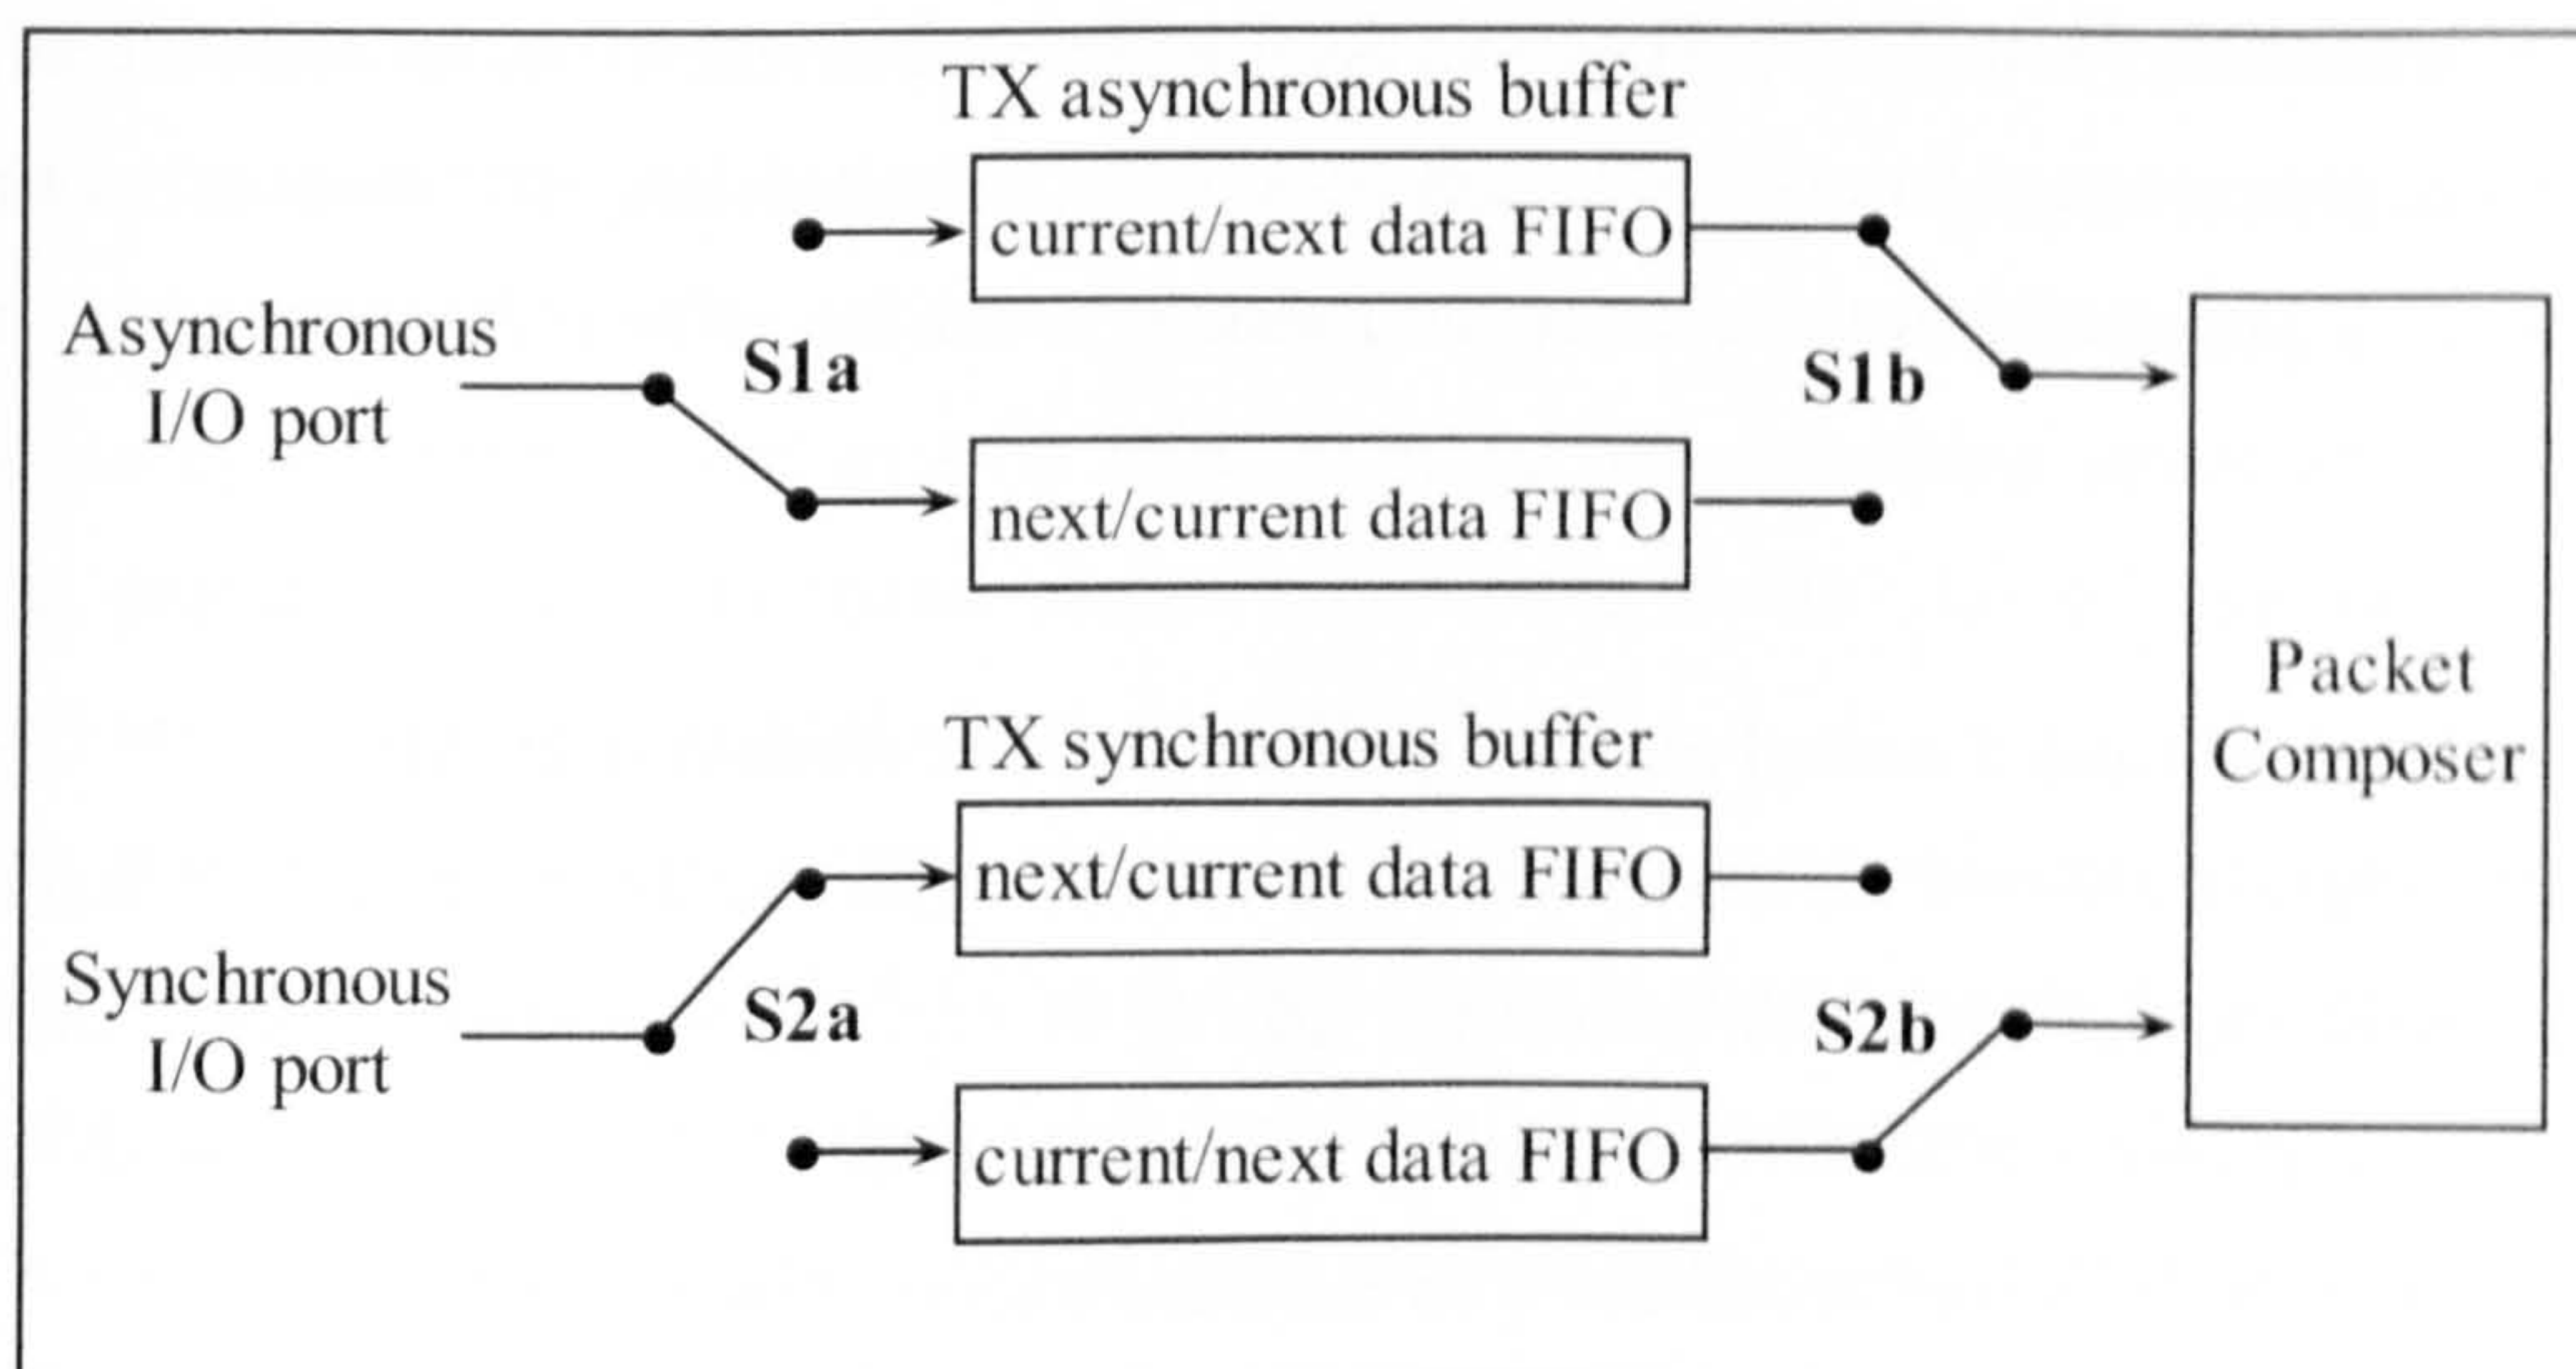 TX asynchronous buffer
current/next data FIFO
Asynchronous
I/O port
S1a
S1b
next/current data FIFO
Packet
Composer
TX synchronous buffer
next/current data FIFO
Synchronous
I/O port
S2a
S2b
current/next data FIFO